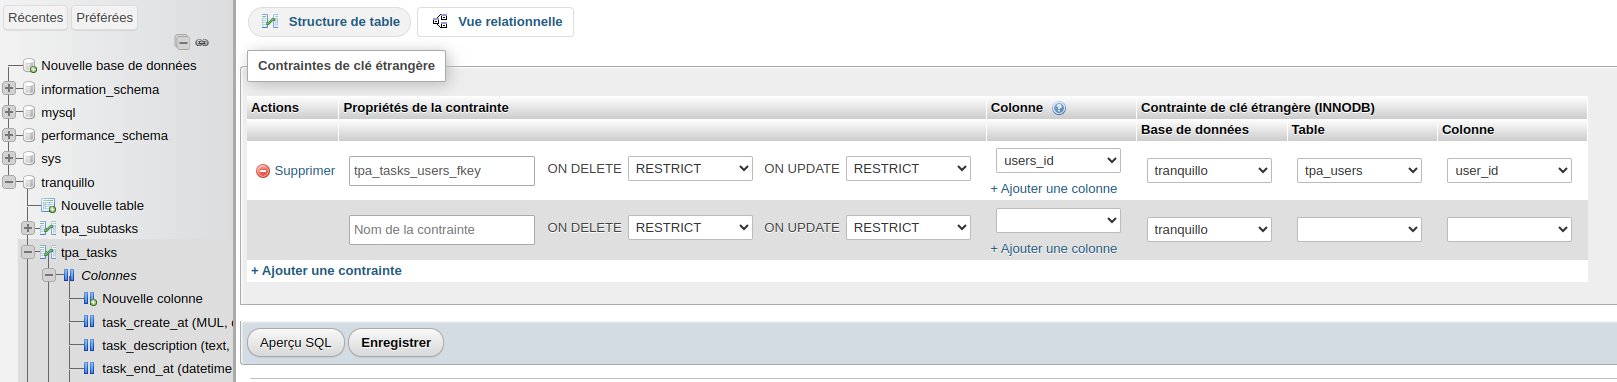 Récentes Préférées
Nouvelle base de données
information_schema
mysql
performance_schema
sys
tranquillo
Nouvelle table
tpa_subtasks
tpa_tasks
Colonnes
Nouvelle colonne
task_create_at (MUL,
task_description (text,
task_end_at (datetime
Structure de table Vue relationnelle
Contraintes de clé étrangère
Actions Propriétés de la contrainte Colonne Contrainte de clé étrangère (INNODB)
Base de données Table Colonne
Supprimer tpa_tasks_users_fkey ON DELETE RESTRICT ON UPDATE RESTRICT users_id tranquillo tpa_users user_id
+ Ajouter une colonne
Nom de la contrainte ON DELETE RESTRICT ON UPDATE RESTRICT tranquillo
+ Ajouter une colonne
+ Ajouter une contrainte
Aperçu SQL Enregistrer